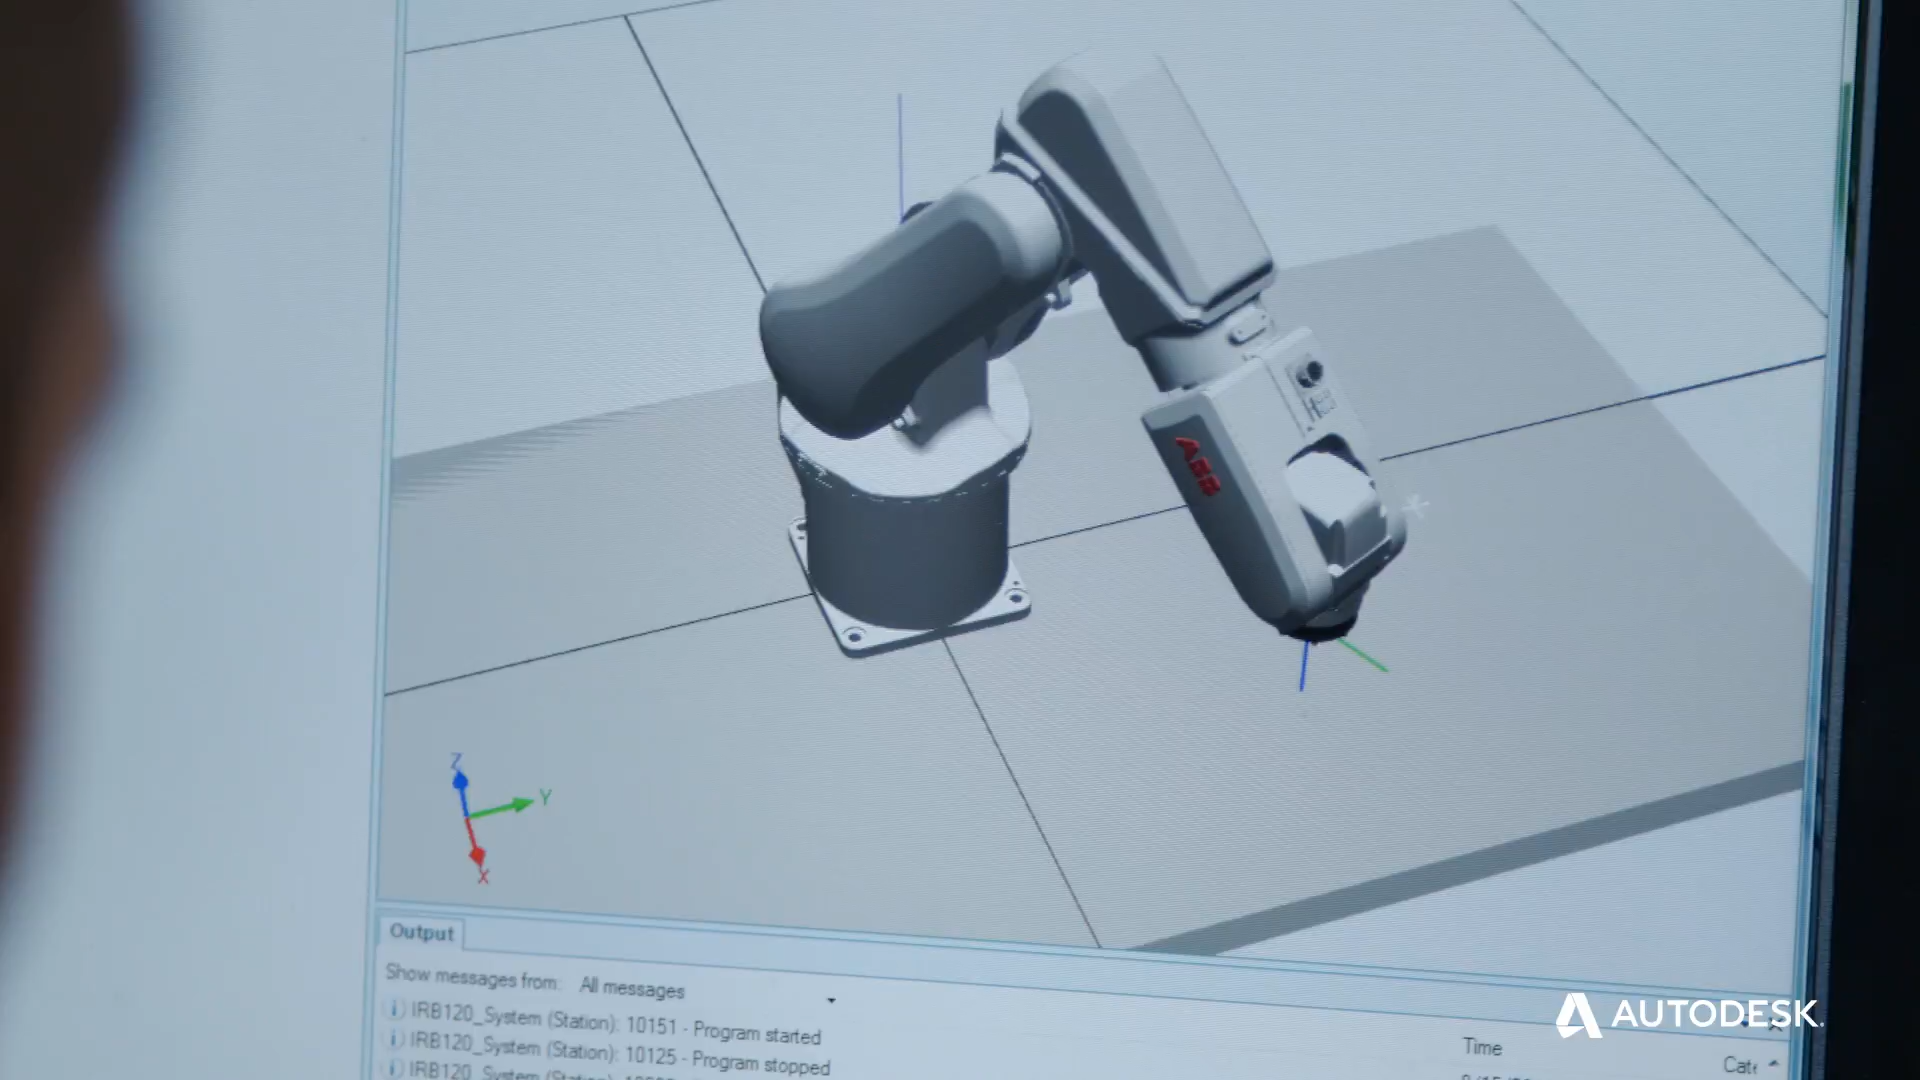 ABB
Z
Y
X
Output
Show messages from: All messages
IRB120_System (Station): 10151 - Program started
IRB120_System (Station): 10125 - Program stopped
IRB120_System
Time
AUTODESK.